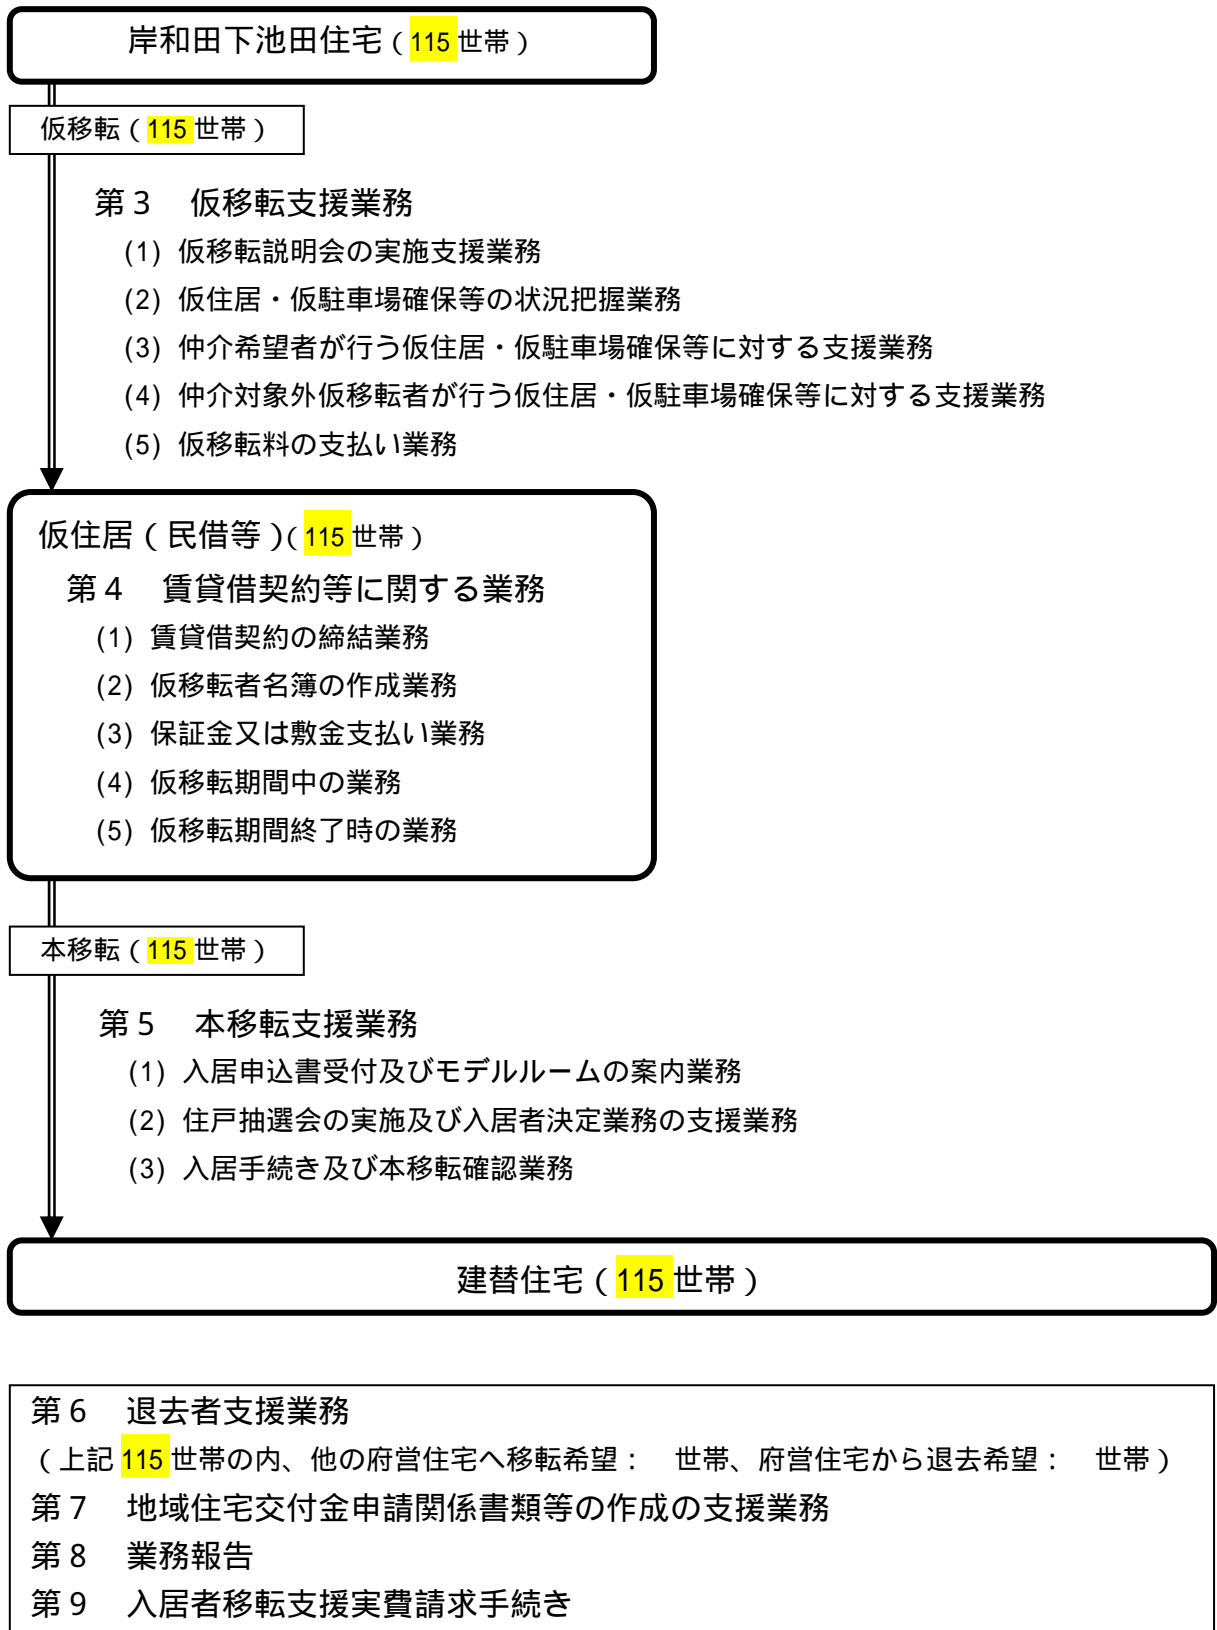 岸和田下池田住宅（115世帯）
仮移転（115世帯）
第３　仮移転支援業務
(1) 仮移転説明会の実施支援業務
(2) 仮住居・仮駐車場確保等の状況把握業務
(3) 仲介希望者が行う仮住居・仮駐車場確保等に対する支援業務
(4) 仲介対象外仮移転者が行う仮住居・仮駐車場確保等に対する支援業務
(5) 仮移転料の支払い業務
仮住居（民借等）（115世帯）
第４　賃貸借契約等に関する業務
(1) 賃貸借契約の締結業務
(2) 仮移転者名簿の作成業務
(3) 保証金又は敷金支払い業務
(4) 仮移転期間中の業務
(5) 仮移転期間終了時の業務
本移転（115世帯）
第５　本移転支援業務
(1) 入居申込書受付及びモデルルームの案内業務
(2) 住戸抽選会の実施及び入居者決定業務の支援業務
(3) 入居手続き及び本移転確認業務
建替住宅（115世帯）
第６　退去者支援業務
（上記115世帯の内、他の府営住宅へ移転希望：　世帯、府営住宅から退去希望：　世帯）
第７　地域住宅交付金申請関係書類等の作成の支援業務
第８　業務報告
第９　入居者移転支援実費請求手続き